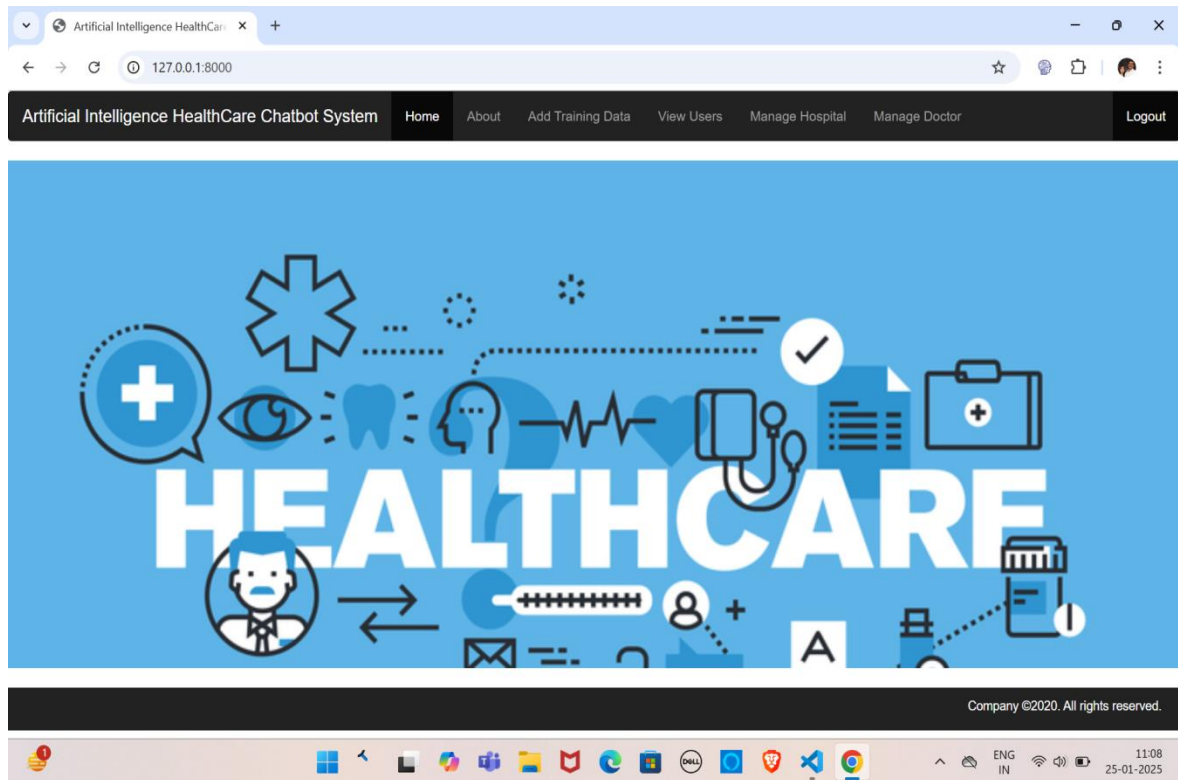 Artificial Intelligence HealthCar
127.0.0.1:8000
Artificial Intelligence HealthCare Chatbot System Home About Add Training Data View Users Manage Hospital Manage Doctor Logout
HEALTHCARE
A
Company ©2020. All rights reserved.
1
DELL
ENG
IN
11:08
25-01-2025